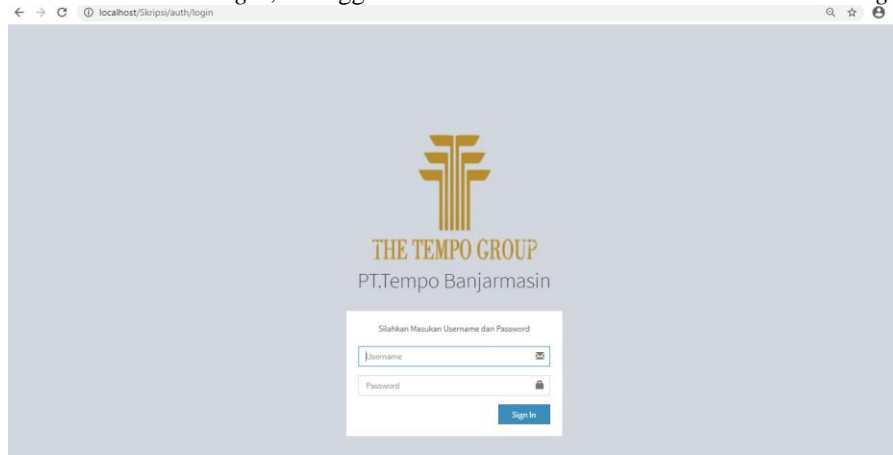 localhost/Skripsi/auth/login
THE TEMPO GROUP
PT.Tempo Banjarmasin
Silahkan Masukan Username dan Password
Username
Password
Sign In